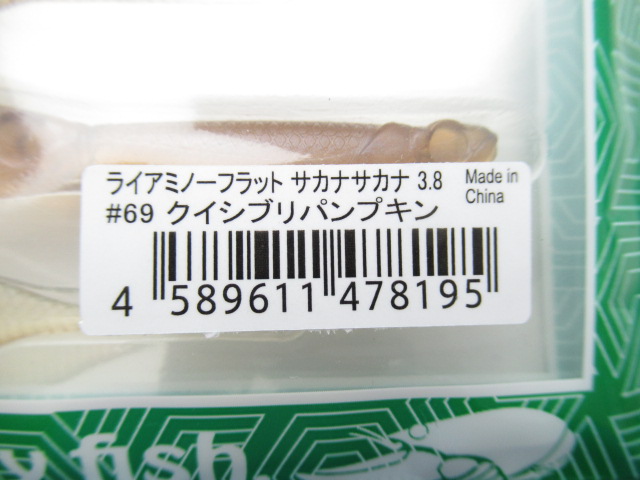 ライアミノーフラット サカナサカナ 3.8 Made in China
#69 クイシブリパンプキン
4 589611 478195
fish.